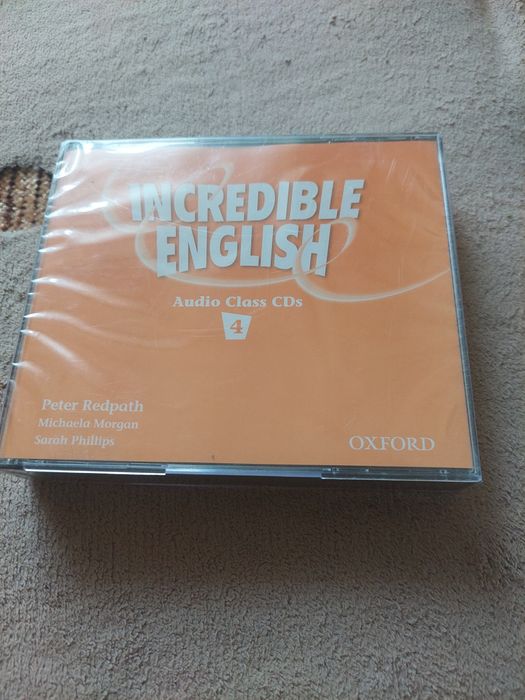 INCREDIBLE
ENGLISH
Audio Class CDs
4
Peter Redpath
Michaela Morgan
Sarah Phillips
OXFORD